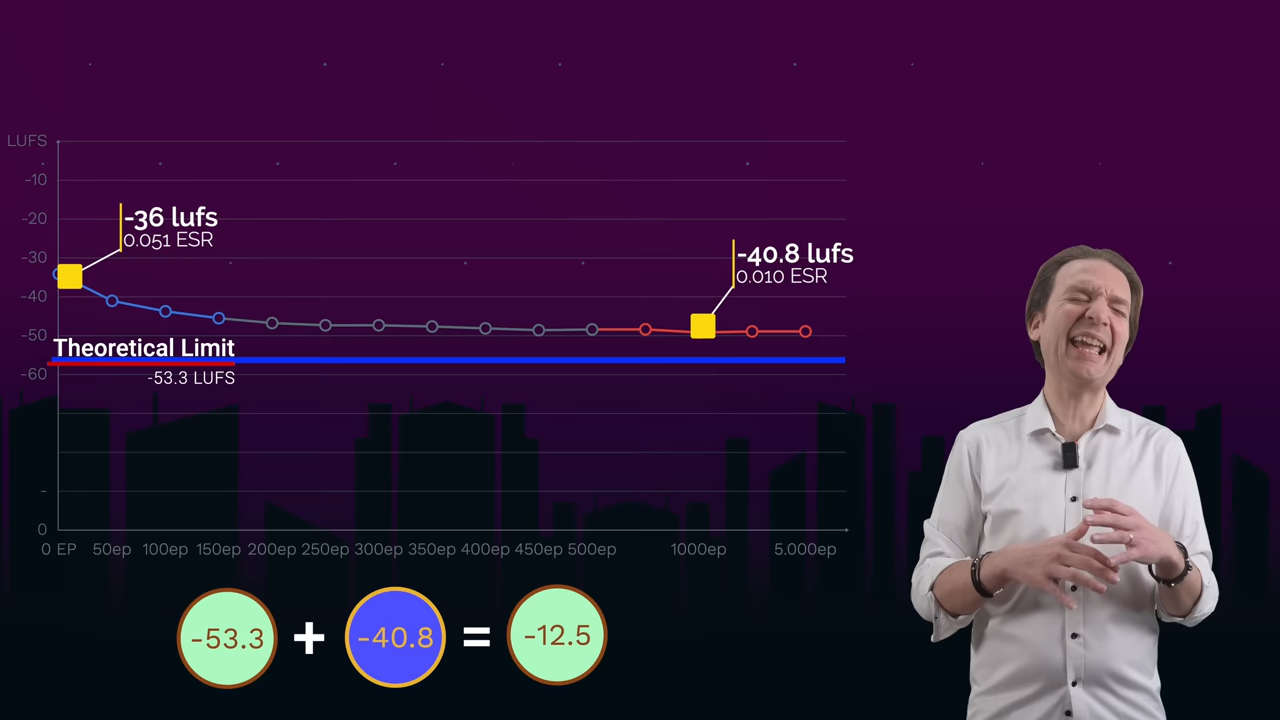 LUFS
-10
-20
-30
-40
-50
-60
-
0
-36 lufs
0.051 ESR
-40.8 lufs
0.010 ESR
Theoretical Limit
-53.3 LUFS
0 EP 50ep 100ep 150ep 200ep 250ep 300ep 350ep 400ep 450ep 500ep 1000ep 5.000ep
-53.3 + -40.8 = -12.5